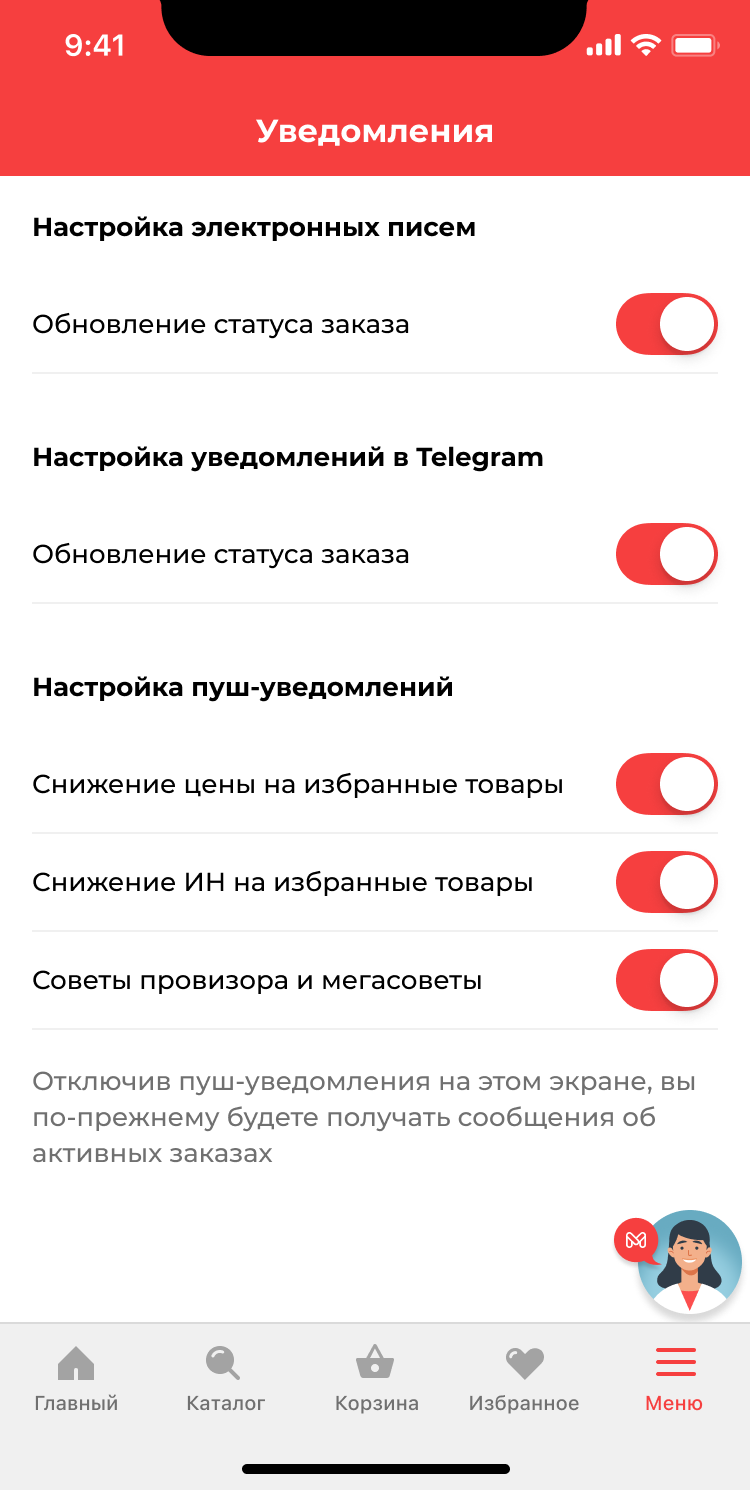 9:41
Уведомления
Настройка электронных писем
Обновление статуса заказа
Настройка уведомлений в Telegram
Обновление статуса заказа
Настройка пуш-уведомлений
Снижение цены на избранные товары
Снижение ИН на избранные товары
Советы провизора и мегасоветы
Отключив пуш-уведомления на этом экране, вы
по-прежнему будете получать сообщения об
активных заказах
Главный Каталог Корзина Избранное Меню